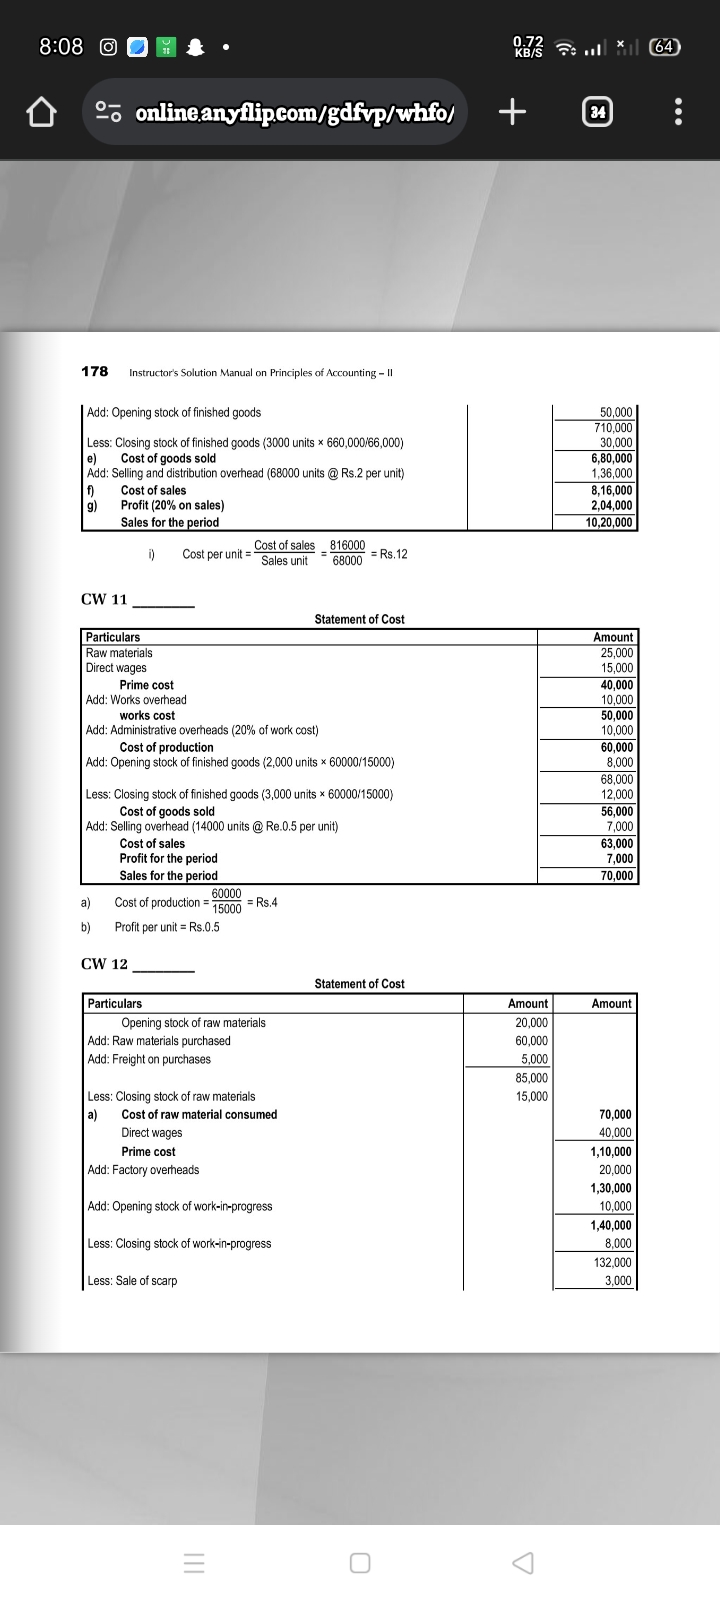 8:08
0.72
KB/S
64
online.anyflip.com/gdfvp/whfo/
34
178 Instructor's Solution Manual on Principles of Accounting – II
Add: Opening stock of finished goods 50,000
710,000
Less: Closing stock of finished goods (3000 units × 660,000/66,000) 30,000
e) Cost of goods sold 6,80,000
Add: Selling and distribution overhead (68000 units @ Rs.2 per unit) 1,36,000
f) Cost of sales 8,16,000
g) Profit (20% on sales) 2,04,000
Sales for the period 10,20,000
i) Cost per unit = Cost of sales / Sales unit = 816000 / 68000 = Rs.12
CW 11
Statement of Cost
Particulars Amount
Raw materials 25,000
Direct wages 15,000
Prime cost 40,000
Add: Works overhead 10,000
works cost 50,000
Add: Administrative overheads (20% of work cost) 10,000
Cost of production 60,000
Add: Opening stock of finished goods (2,000 units × 60000/15000) 8,000
68,000
Less: Closing stock of finished goods (3,000 units × 60000/15000) 12,000
Cost of goods sold 56,000
Add: Selling overhead (14000 units @ Re.0.5 per unit) 7,000
Cost of sales 63,000
Profit for the period 7,000
Sales for the period 70,000
a) Cost of production = 60000 / 15000 = Rs.4
b) Profit per unit = Rs.0.5
CW 12
Statement of Cost
Particulars Amount Amount
Opening stock of raw materials 20,000
Add: Raw materials purchased 60,000
Add: Freight on purchases 5,000
85,000
Less: Closing stock of raw materials 15,000
a) Cost of raw material consumed 70,000
Direct wages 40,000
Prime cost 1,10,000
Add: Factory overheads 20,000
1,30,000
Add: Opening stock of work-in-progress 10,000
1,40,000
Less: Closing stock of work-in-progress 8,000
132,000
Less: Sale of scarp 3,000